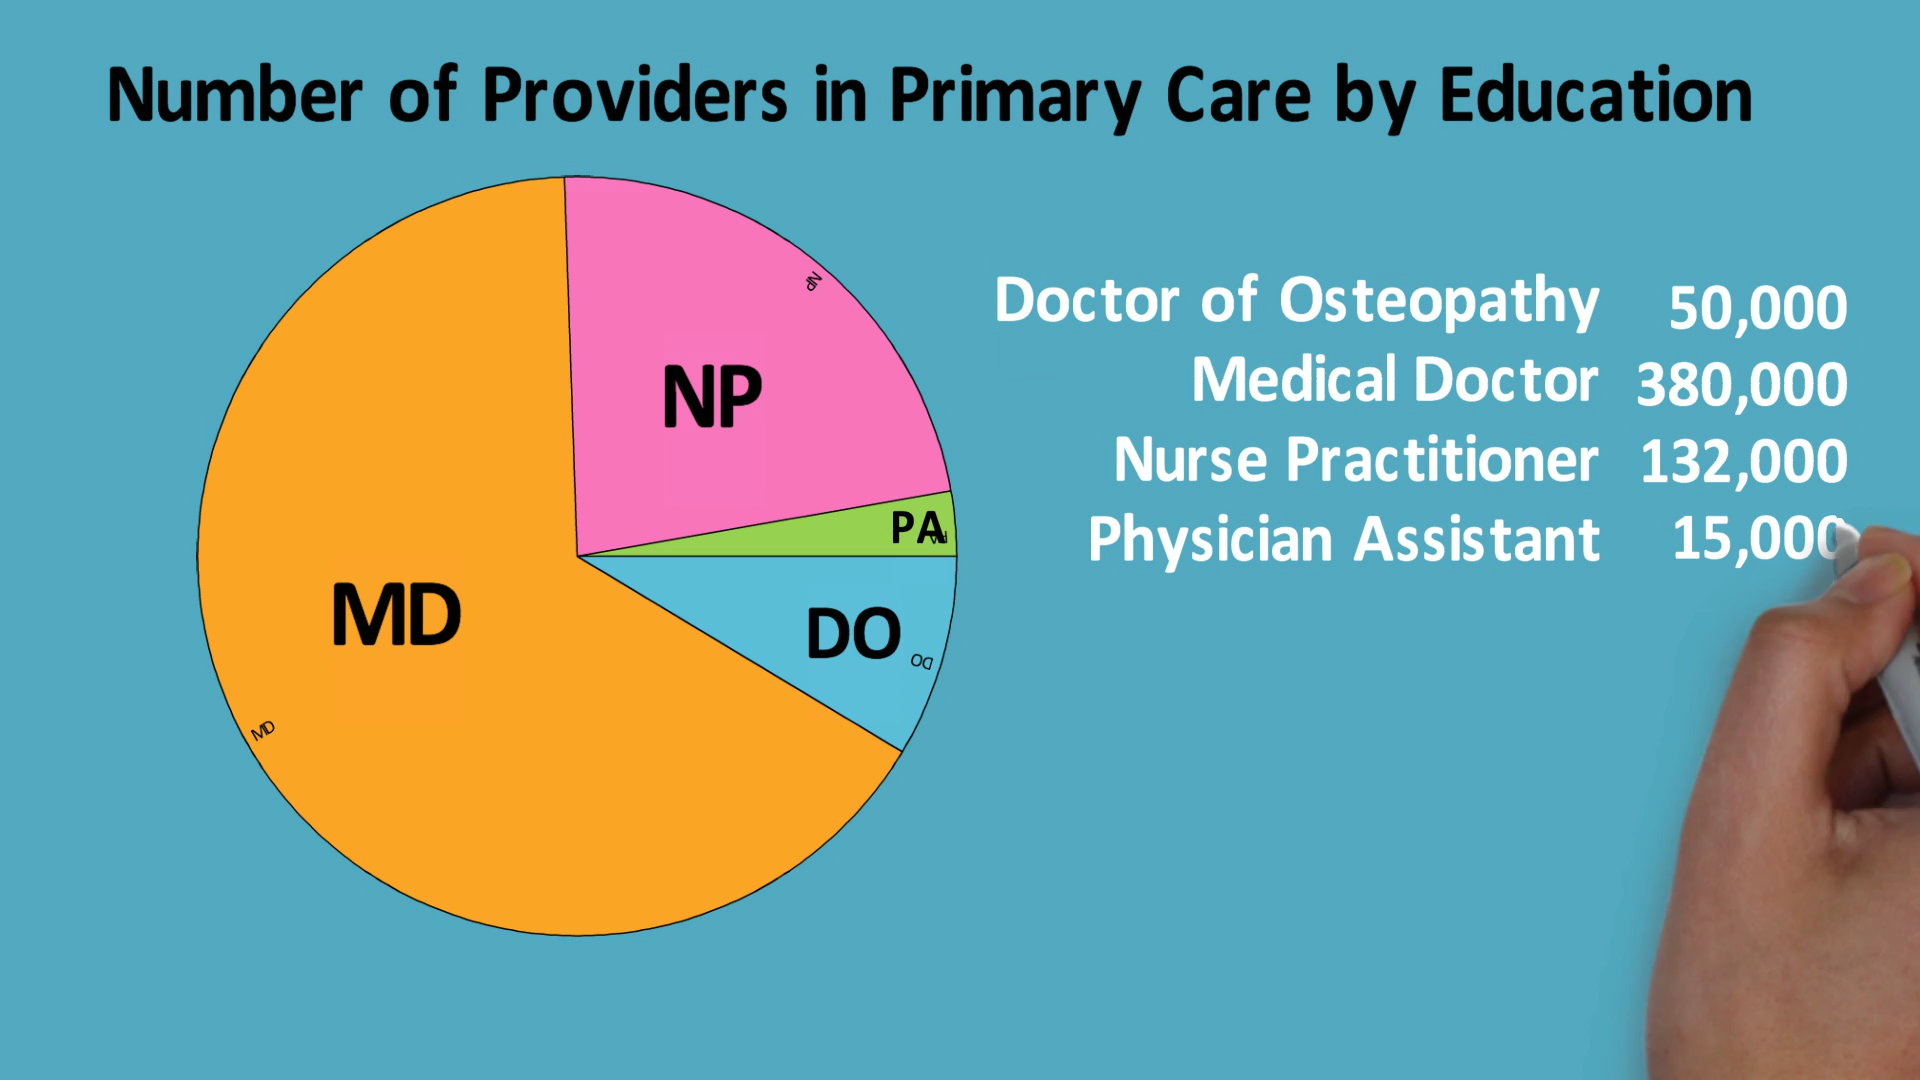 Number of Providers in Primary Care by Education
NP
NP
PA
PA
MD
DO
DO
MD
Doctor of Osteopathy 50,000
Medical Doctor 380,000
Nurse Practitioner 132,000
Physician Assistant 15,000